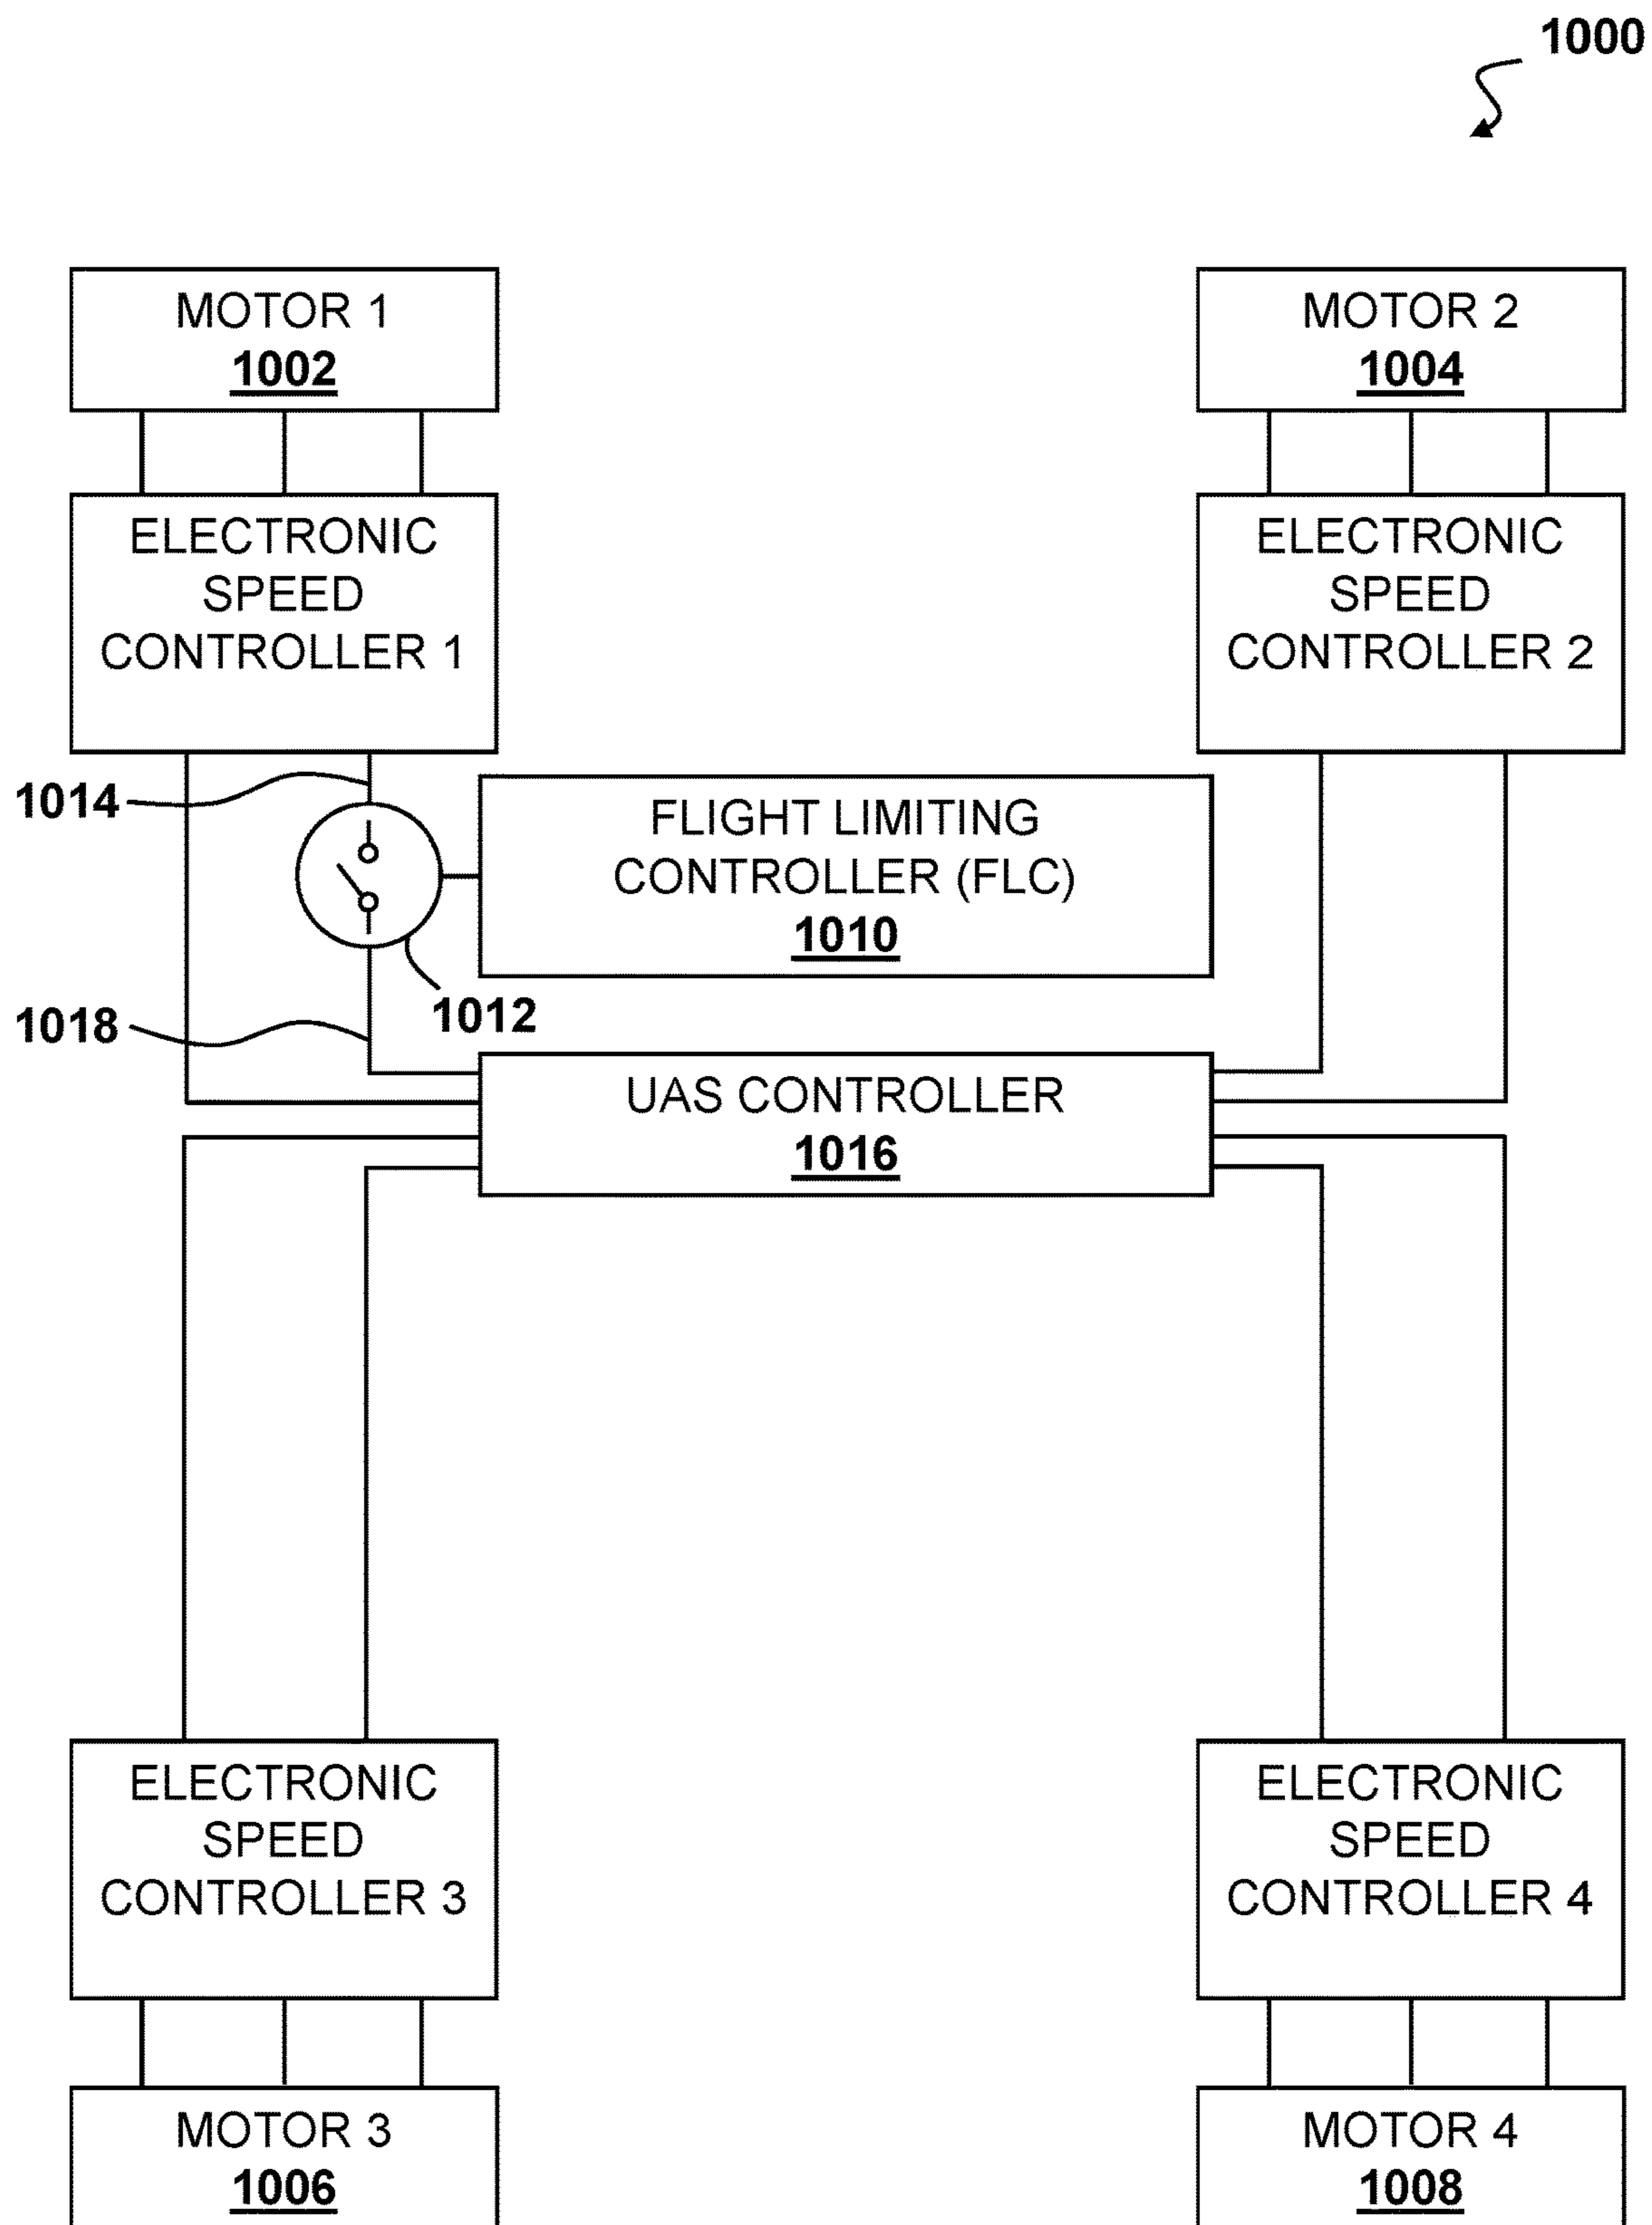 1000
MOTOR 1
1002
MOTOR 2
1004
ELECTRONIC
SPEED
CONTROLLER 1
ELECTRONIC
SPEED
CONTROLLER 2
1014
FLIGHT LIMITING
CONTROLLER (FLC)
1010
1012
1018
UAS CONTROLLER
1016
ELECTRONIC
SPEED
CONTROLLER 3
ELECTRONIC
SPEED
CONTROLLER 4
MOTOR 3
1006
MOTOR 4
1008